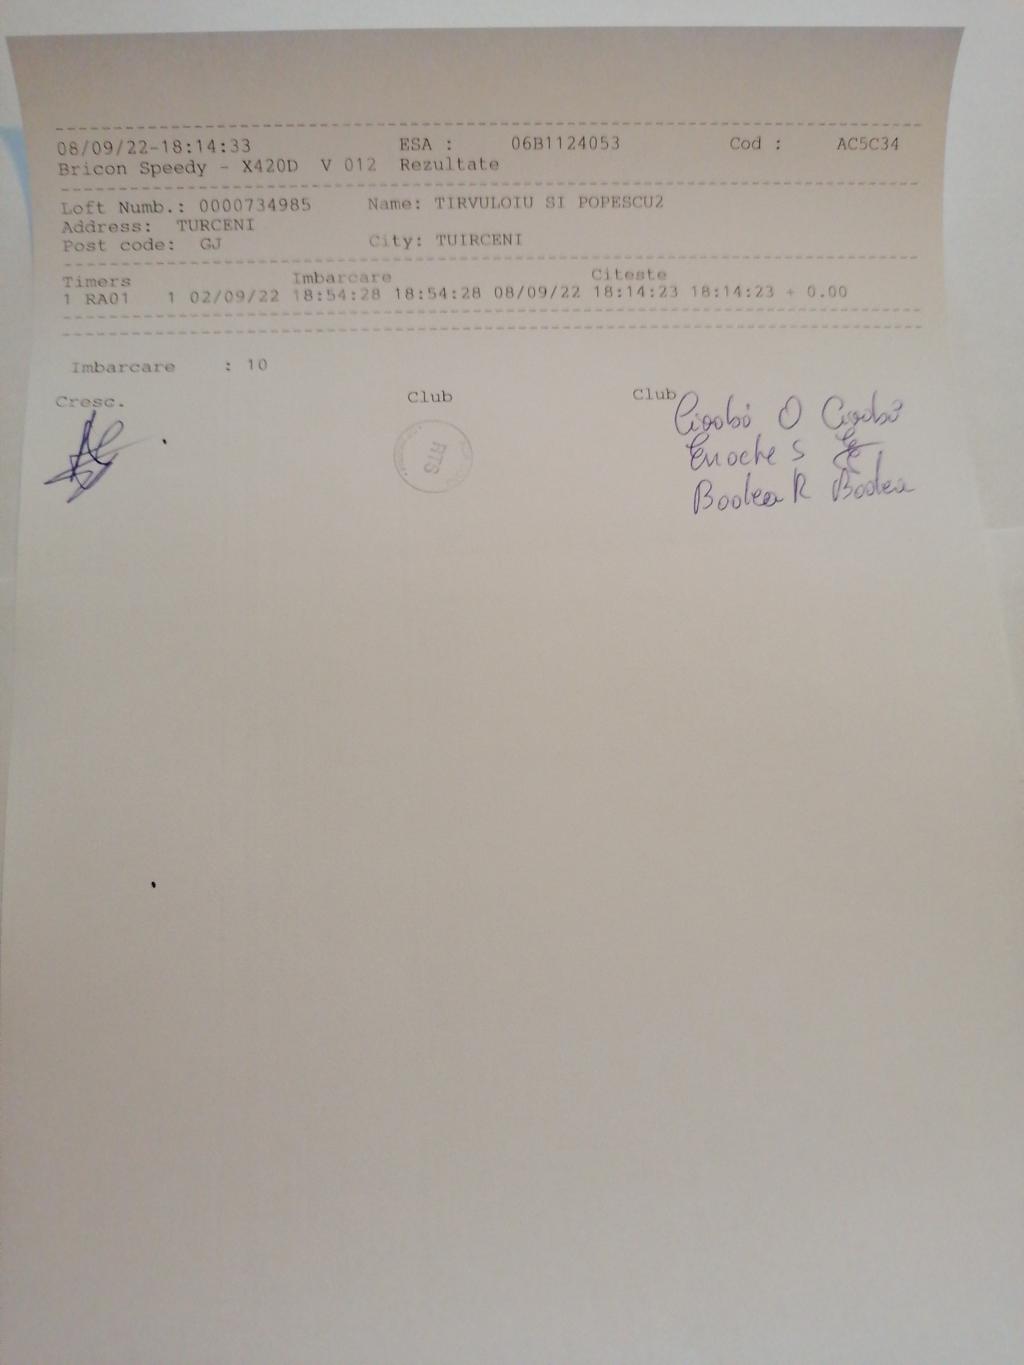 08/09/22-18:14:33 ESA : 06B1124053 Cod : AC5C34
Bricon Speedy - X420D V 012 Rezultate
Loft Numb.: 0000734985 Name: TIRVULOIU SI POPESCU2
Address: TURCENI
Post code: GJ City: TUIRCENI
Timers Imbarcare Citeste
1 RA01 1 02/09/22 18:54:28 18:54:28 08/09/22 18:14:23 18:14:23 + 0.00
Imbarcare : 10
Cresc. Club Club
O
Enoche S
Bodea R Bodea
RTS